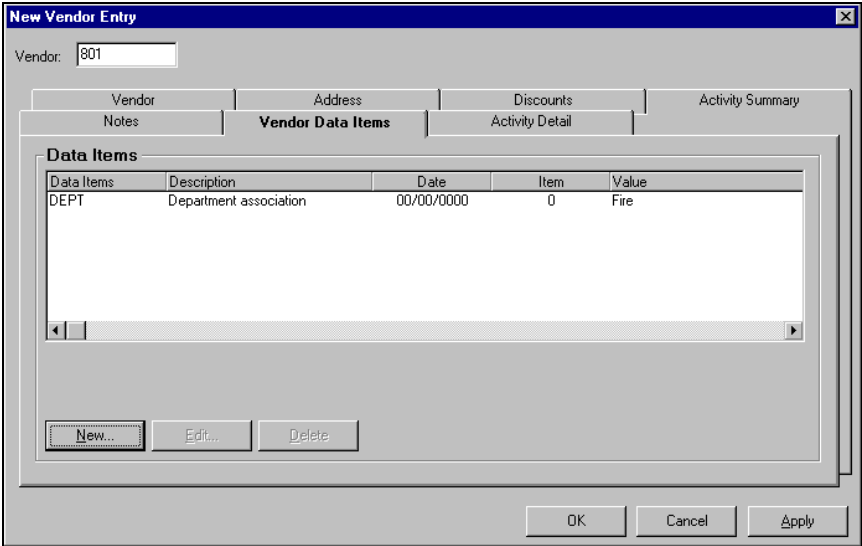 New Vendor Entry
Vendor: 801
Vendor Address Discounts Activity Summary
Notes Vendor Data Items Activity Detail
Data Items
Data Items Description Date Item Value
DEPT Department association 00/00/0000 0 Fire
New... Edit... Delete
OK Cancel Apply